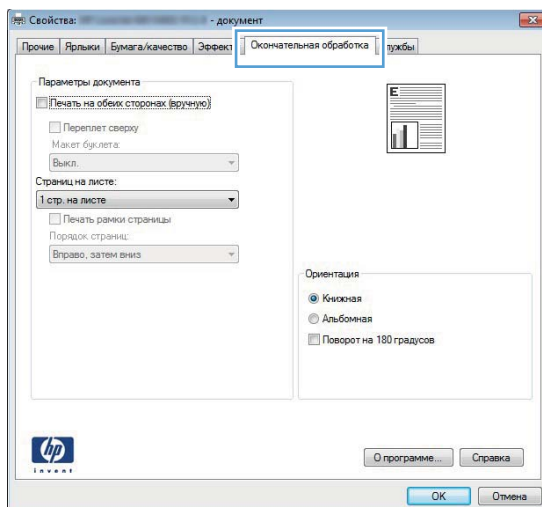 Свойства: - документ
Прочие Ярлыки Бумага/качество Эффект Окончательная обработка лужбы
Параметры документа
Печать на обеих сторонах (вручную)
Переплет сверху
Макет буклета:
Выкл.
Страниц на листе:
1 стр. на листе
Печать рамки страницы
Порядок страниц:
Вправо, затем вниз
E
Ориентация
Книжная
Альбомная
Поворот на 180 градусов
hp
invent
О программе... Справка
OK Отмена